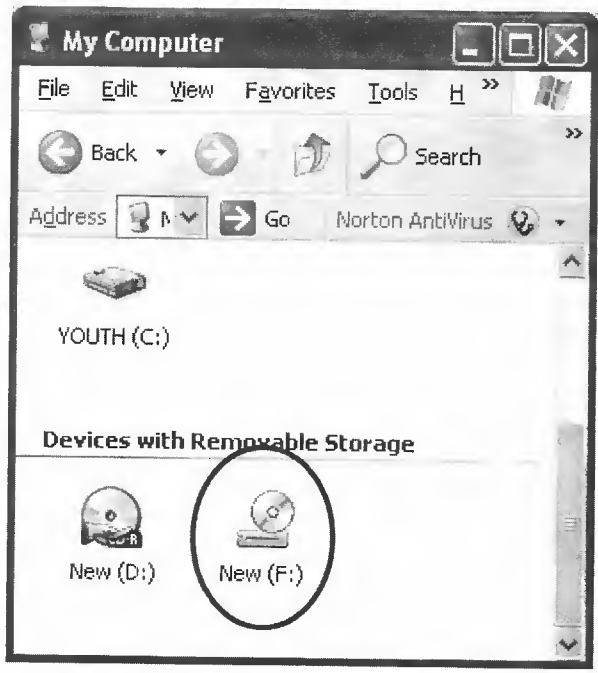 My Computer
File Edit View Favorites Tools H »
Back Search »
Address M Go Norton AntiVirus
YOUTH (C:)
Devices with Removable Storage
CD-R
New (D:) New (F:)